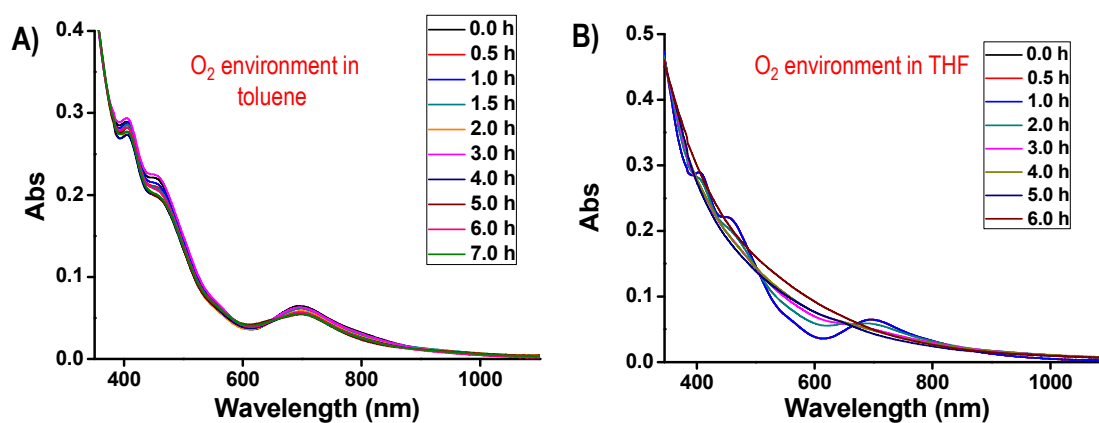 A)
O₂ environment in
toluene
0.0 h
0.5 h
1.0 h
1.5 h
2.0 h
3.0 h
4.0 h
5.0 h
6.0 h
7.0 h
0.4
0.3
0.2
0.1
0.0
Abs
400
600
800
1000
Wavelength (nm)
B)
O₂ environment in THF
0.0 h
0.5 h
1.0 h
2.0 h
3.0 h
4.0 h
5.0 h
6.0 h
0.5
0.4
0.3
0.2
0.1
0.0
Abs
400
600
800
1000
Wavelength (nm)